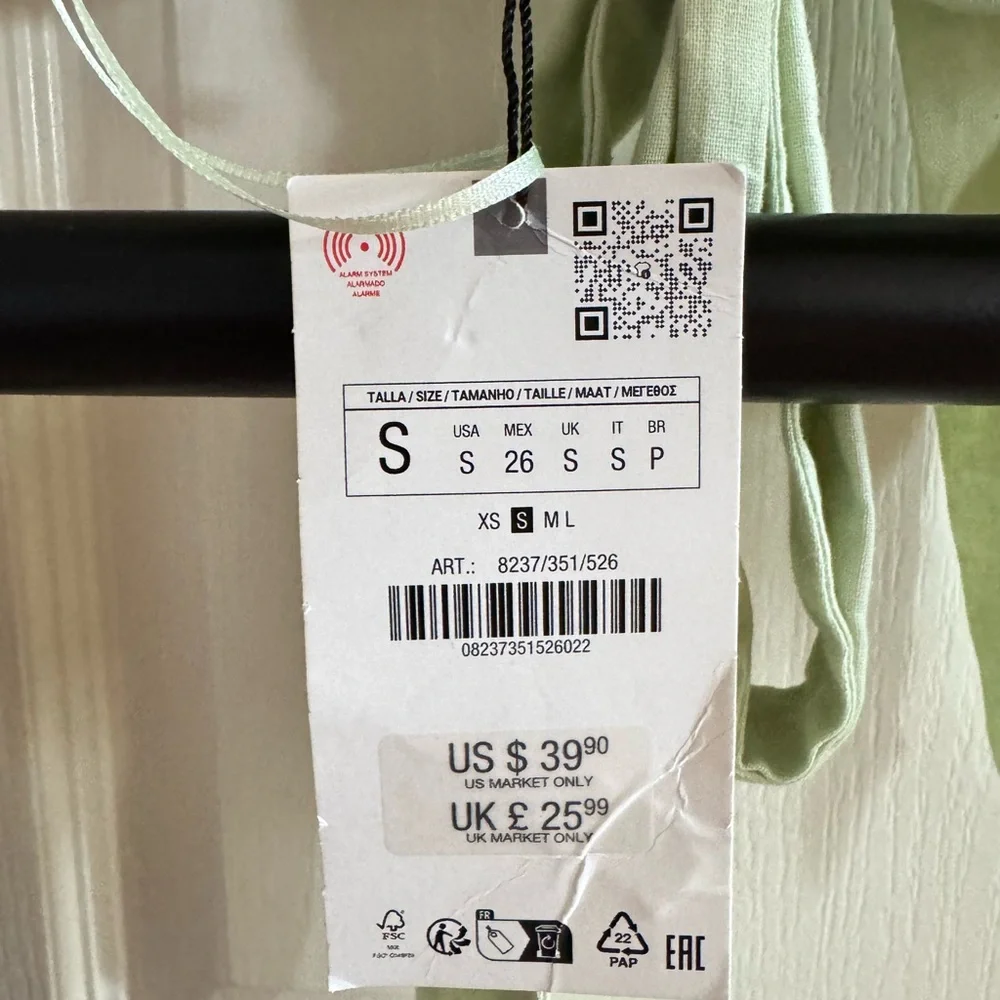 ALARM SYSTEM
ALARMADO
ALARME
TALLA / SIZE / TAMANHO / TAILLE / MAAT / ΜΕΓΕΘΟΣ
S
USA MEX UK IT BR
S 26 S S P
XS S M L
ART.: 8237/351/526
08237351526022
US $ 39⁹⁰
US MARKET ONLY
UK £ 25⁹⁹
UK MARKET ONLY
FR
FSC
MIX
22
PAP
EAC